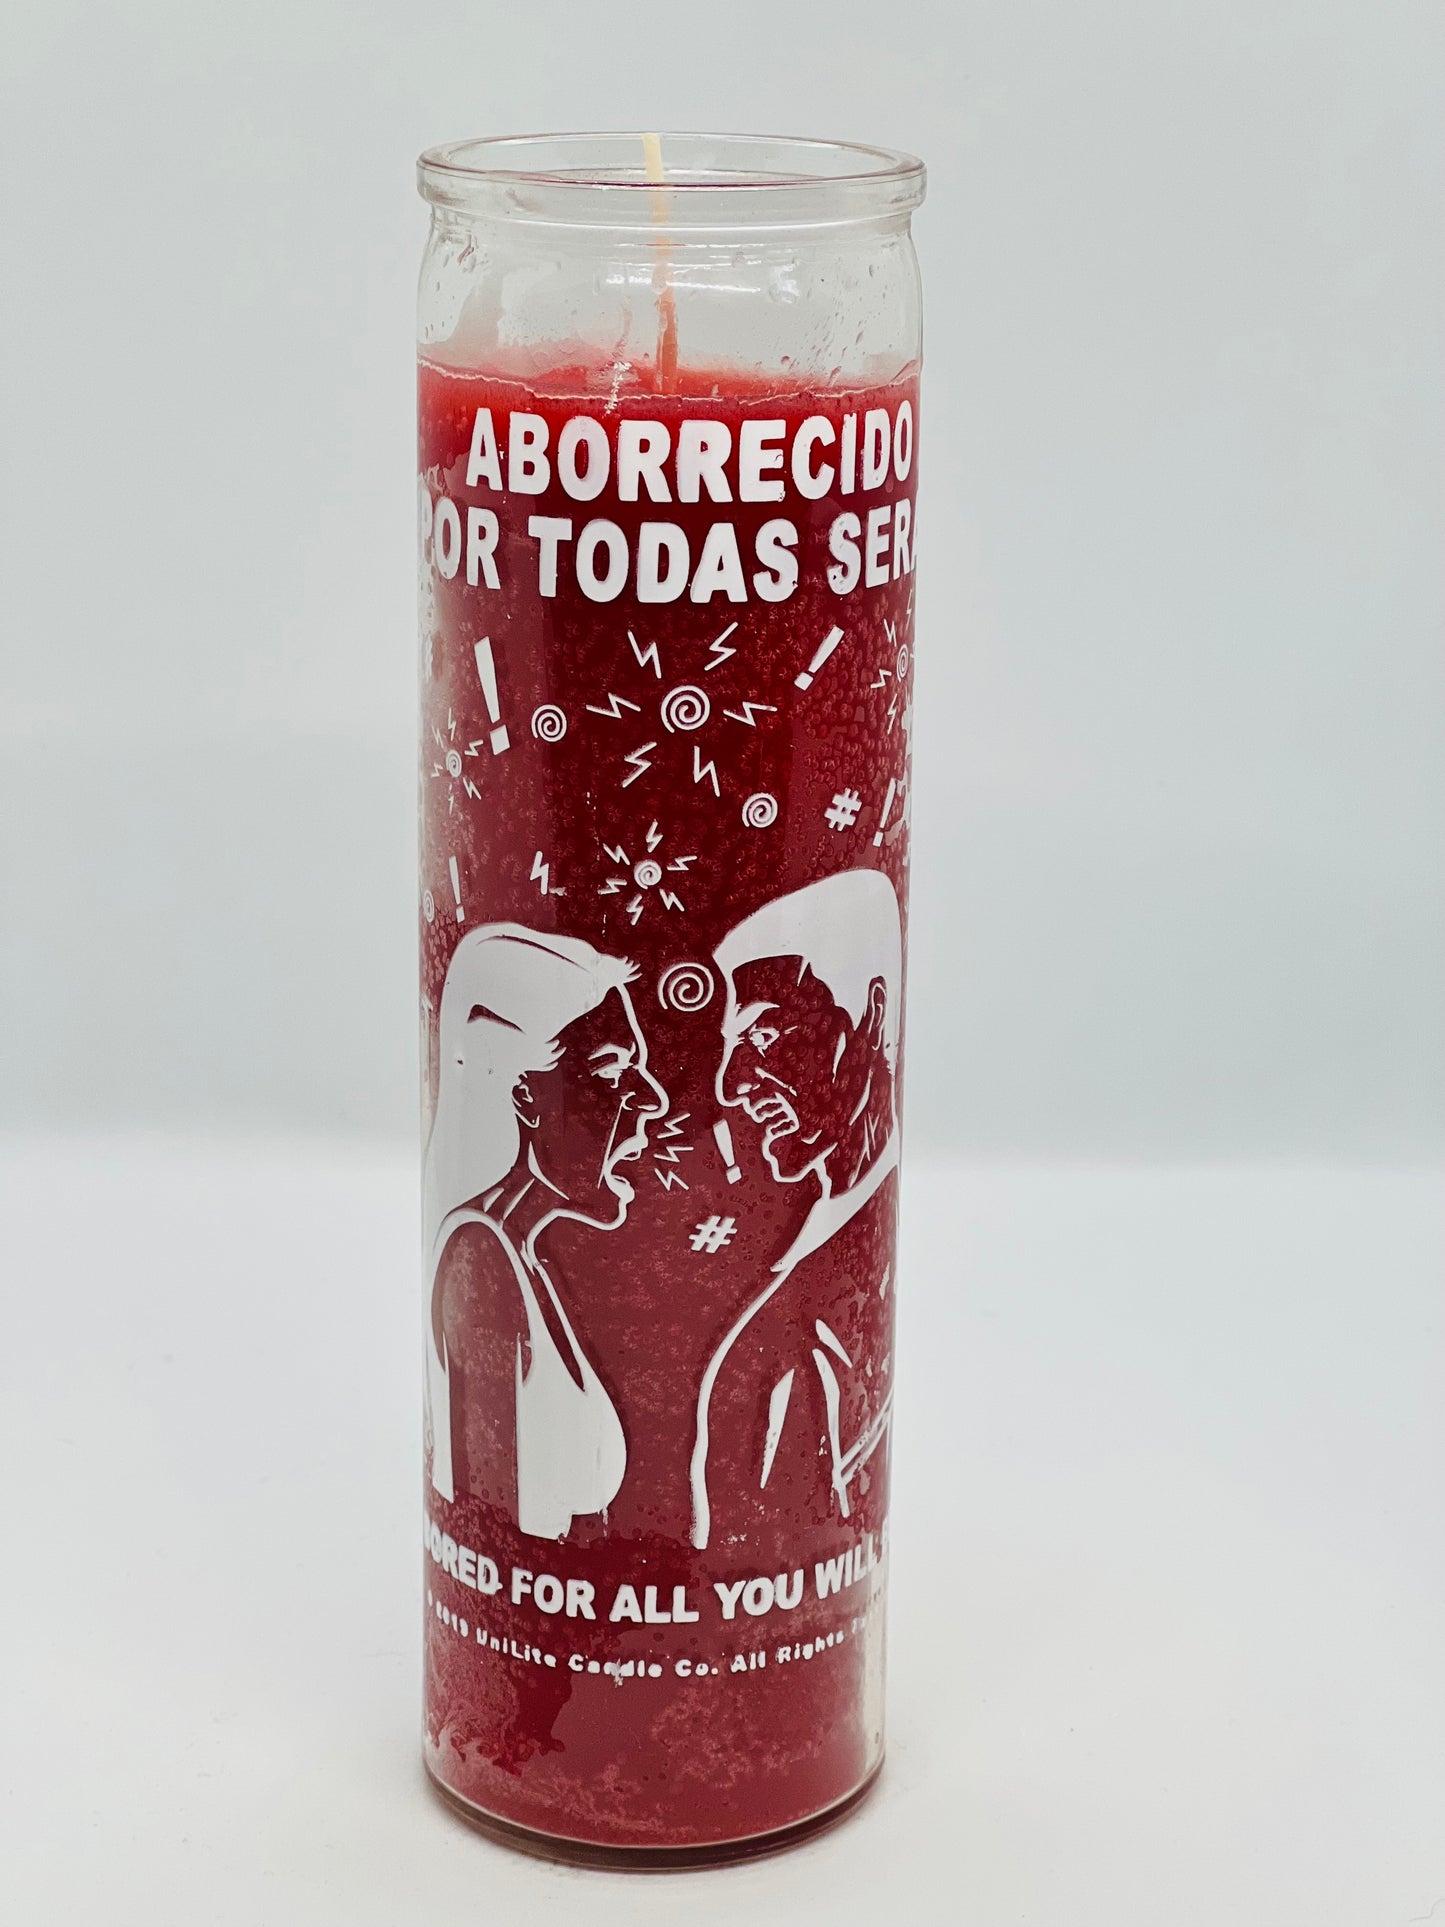 ABORRECIDO
POR TODAS SERA
FOR ALL YOU WILL
UniLite Candle Co. All Rights